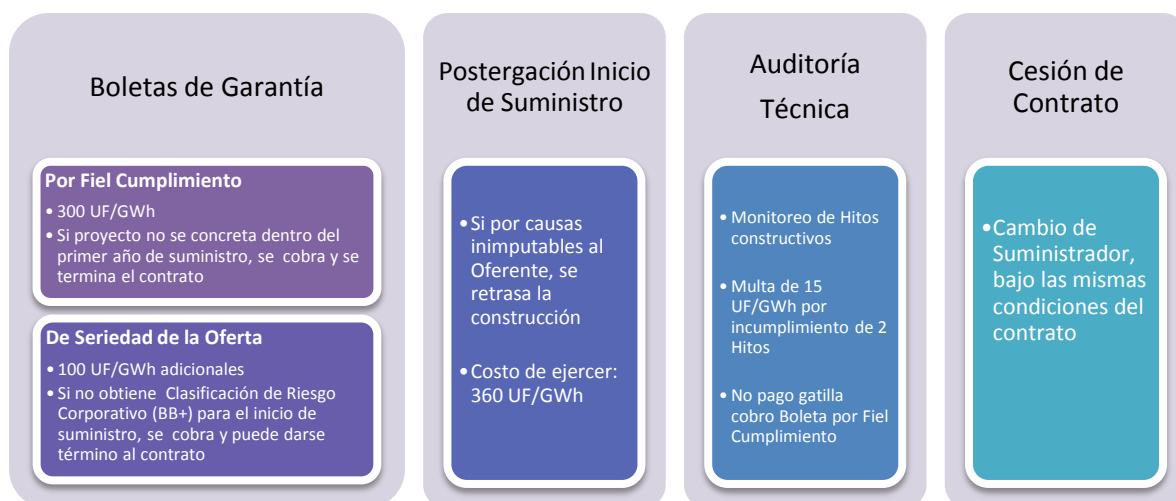 Boletas de Garantía
Por Fiel Cumplimiento
• 300 UF/GWh
• Si proyecto no se concreta dentro del
primer año de suministro, se cobra y se
termina el contrato
De Seriedad de la Oferta
• 100 UF/GWh adicionales
• Si no obtiene Clasificación de Riesgo
Corporativo (BB+) para el inicio de
suministro, se cobra y puede darse
término al contrato
Postergación Inicio
de Suministro
•Si por causas
inimputables al
Oferente, se
retrasa la
construcción
•Costo de ejercer:
360 UF/GWh
Auditoría
Técnica
• Monitoreo de Hitos
constructivos
• Multa de 15
UF/GWh por
incumplimiento de 2
Hitos
• No pago gatilla
cobro Boleta por Fiel
Cumplimiento
Cesión de
Contrato
•Cambio de
Suministrador,
bajo las mismas
condiciones del
contrato